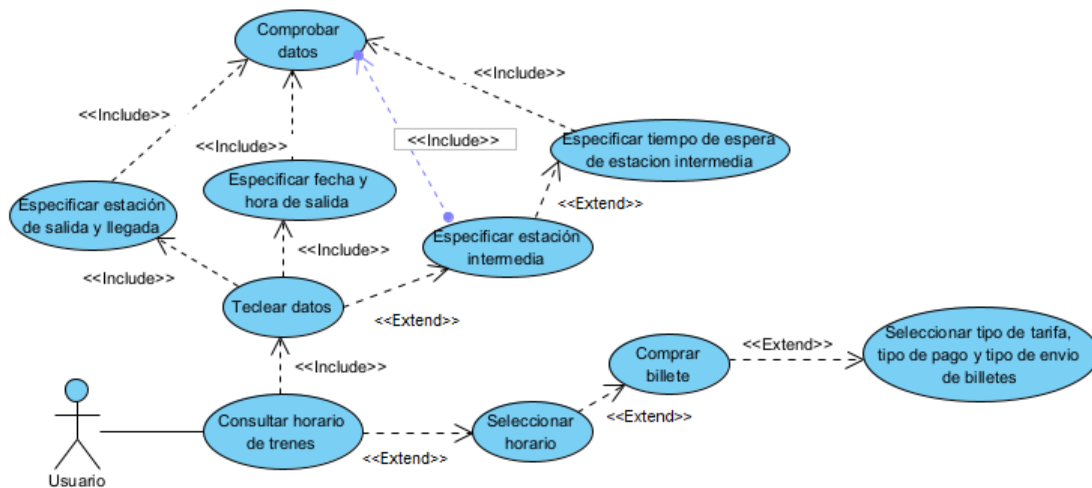 Comprobar
datos
<<Include>>
<<Include>>
<<Include>>
<<Include>>
Especificar tiempo de espera
de estacion intermedia
Especificar fecha y
hora de salida
Especificar estación
de salida y llegada
<<Extend>>
Especificar estación
intermedia
<<Include>>
<<Include>>
Teclear datos
<<Extend>>
Seleccionar tipo de tarifa,
tipo de pago y tipo de envio
de billetes
<<Extend>>
Comprar
billete
<<Include>>
<<Extend>>
Consultar horario
de trenes
Seleccionar
horario
<<Extend>>
Usuario